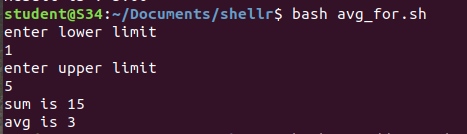 student@S34:~/Documents/shellr$ bash avg_for.sh
enter lower limit
1
enter upper limit
5
sum is 15
avg is 3